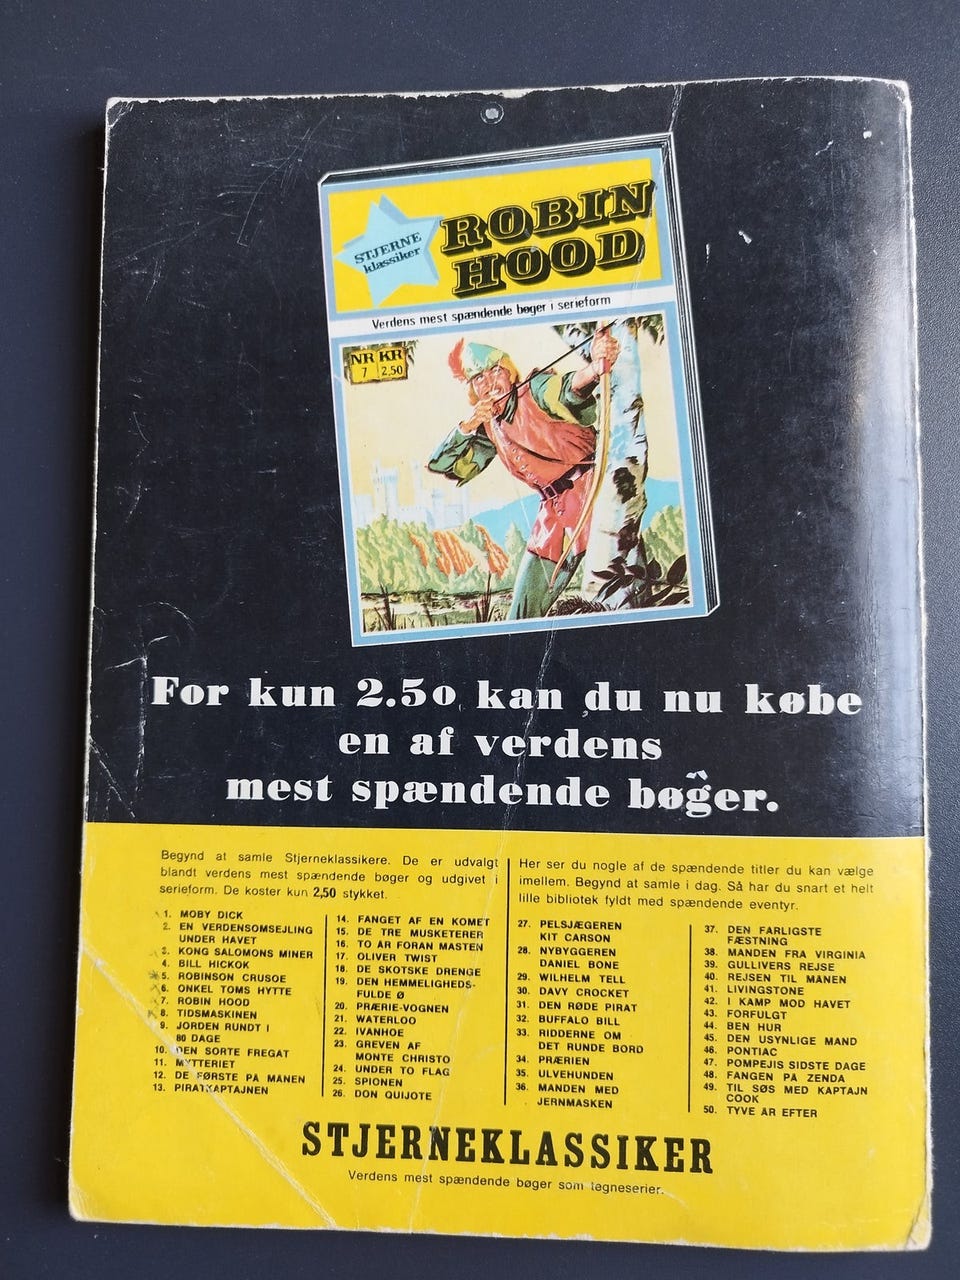 STJERNE
klassiker
ROBIN
HOOD
Verdens mest spændende bøger i serieform
NR KR
7 2,50
For kun 2.50 kan du nu købe
en af verdens
mest spændende bøger.
Begynd at samle Stjerneklassikere. De er udvalgt
blandt verdens mest spændende bøger og udgivet i
serieform. De koster kun 2,50 stykket.
1. MOBY DICK
2. EN VERDENSOMSEJLING
UNDER HAVET
3. KONG SALOMONS MINER
4. BILL HICKOK
5. ROBINSON CRUSOE
6. ONKEL TOMS HYTTE
7. ROBIN HOOD
8. TIDSMASKINEN
9. JORDEN RUNDT I
80 DAGE
10. DEN SORTE FREGAT
11. MYTTERIET
12. DE FØRSTE PÅ MÅNEN
13. PIRATKAPTAJNEN
14. FANGET AF EN KOMET
15. DE TRE MUSKETERER
16. TO ÅR FORAN MASTEN
17. OLIVER TWIST
18. DE SKOTSKE DRENGE
19. DEN HEMMELIGHEDS-
FULDE Ø
20. PRÆRIE-VOGNEN
21. WATERLOO
22. IVANHOE
23. GREVEN AF
MONTE CHRISTO
24. UNDER TO FLAG
25. SPIONEN
26. DON QUIJOTE
Her ser du nogle af de spændende titler du kan vælge
imellem. Begynd at samle i dag. Så har du snart et helt
lille bibliotek fyldt med spændende eventyr.
27. PELSJÆGEREN
KIT CARSON
28. NYBYGGEREN
DANIEL BONE
29. WILHELM TELL
30. DAVY CROCKET
31. DEN RØDE PIRAT
32. BUFFALO BILL
33. RIDDERNE OM
DET RUNDE BORD
34. PRÆRIEN
35. ULVEHUNDEN
36. MANDEN MED
JERNMASKEN
37. DEN FARLIGSTE
FÆSTNING
38. MANDEN FRA VIRGINIA
39. GULLIVERS REJSE
40. REJSEN TIL MÅNEN
41. LIVINGSTONE
42. I KAMP MOD HAVET
43. FORFULGT
44. BEN HUR
45. DEN USYNLIGE MAND
46. PONTIAC
47. POMPEJIS SIDSTE DAGE
48. FANGEN PÅ ZENDA
49. TIL SØS MED KAPTAJN
COOK
50. TYVE ÅR EFTER
STJERNEKLASSIKER
Verdens mest spændende bøger som tegneserier.